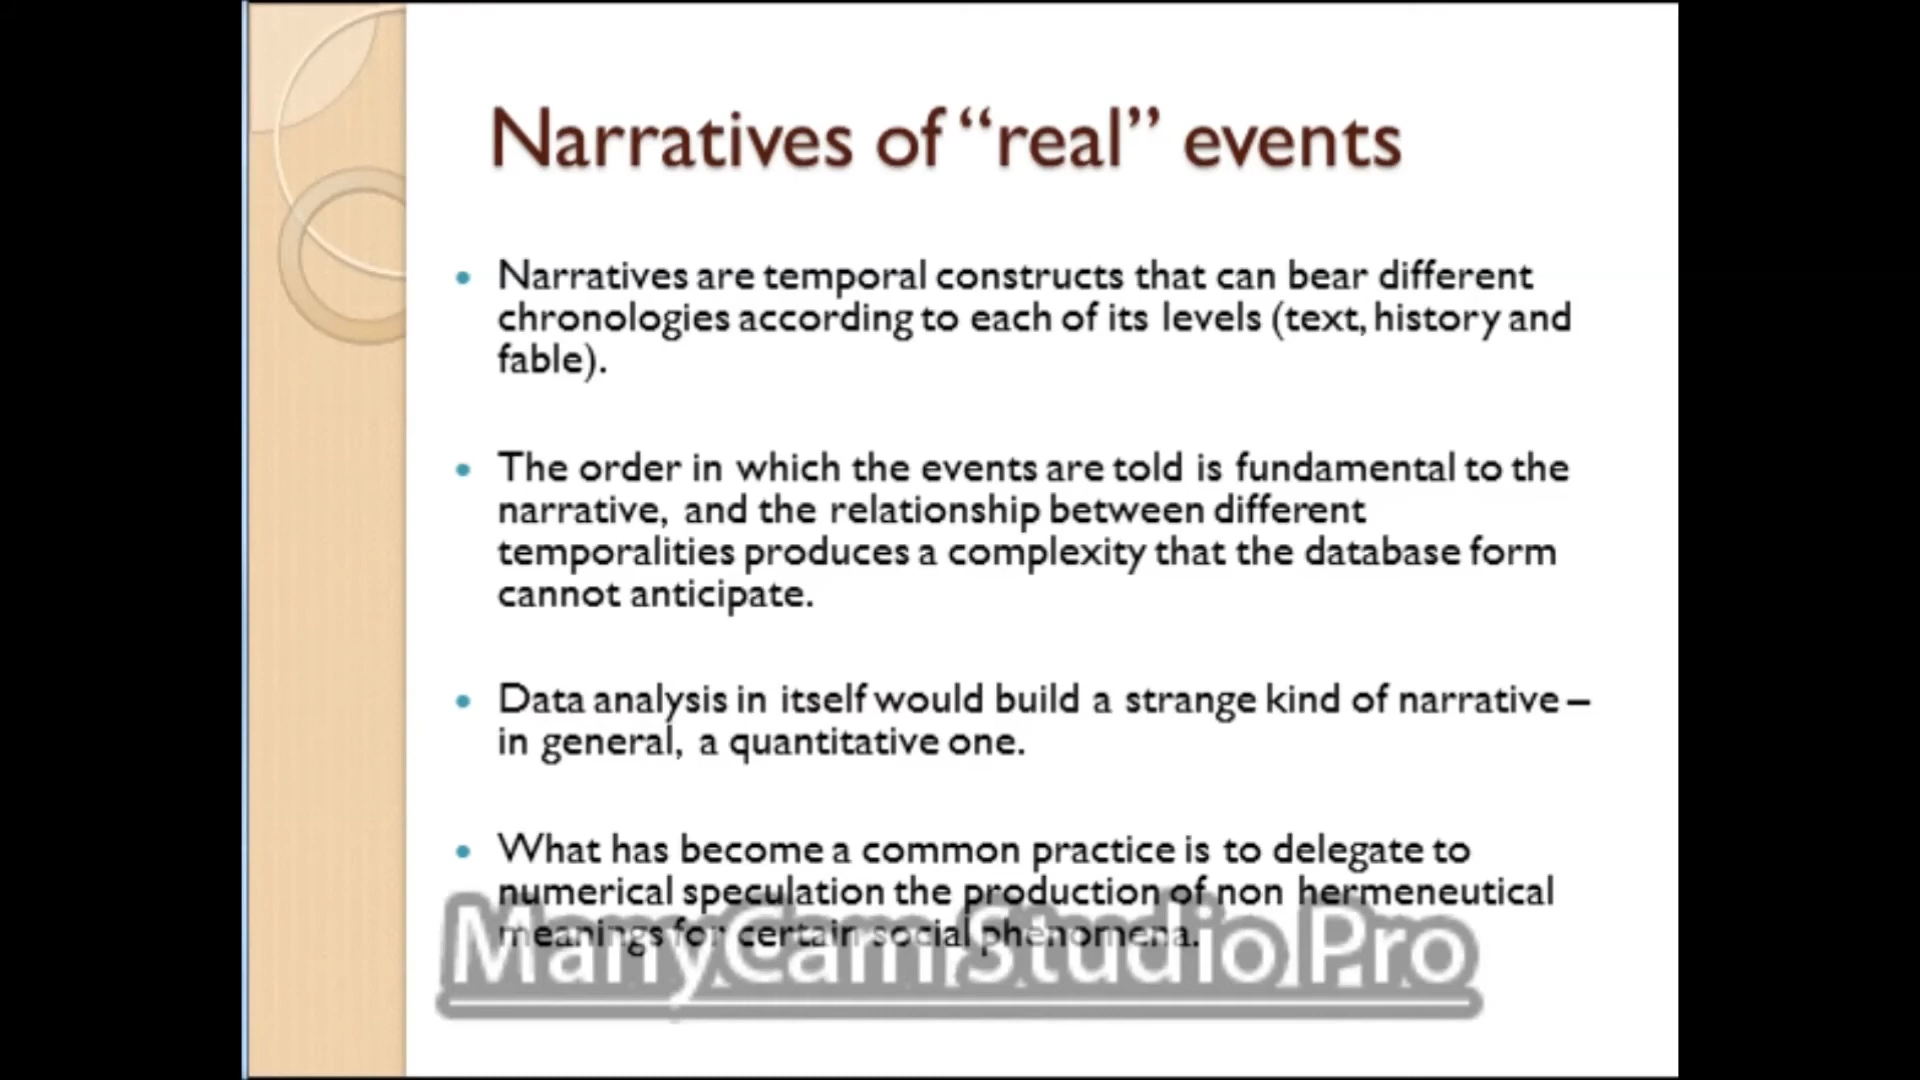 Narratives of “real” events
• Narratives are temporal constructs that can bear different
chronologies according to each of its levels (text, history and
fable).
• The order in which the events are told is fundamental to the
narrative, and the relationship between different
temporalities produces a complexity that the database form
cannot anticipate.
• Data analysis in itself would build a strange kind of narrative –
in general, a quantitative one.
• What has become a common practice is to delegate to
numerical speculation the production of non hermeneutical
meanings for certain social phenomena.
ManyCam Studio Pro